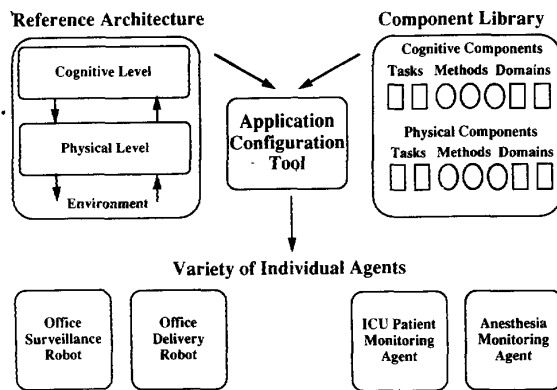 Reference Architecture
Cognitive Level
Physical Level
Environment
Application
Configuration
Tool
Component Library
Cognitive Components
Tasks Methods Domains
Physical Components
Tasks Methods Domains
Variety of Individual Agents
Office
Surveillance
Robot
Office
Delivery
Robot
ICU Patient
Monitoring
Agent
Anesthesia
Monitoring
Agent